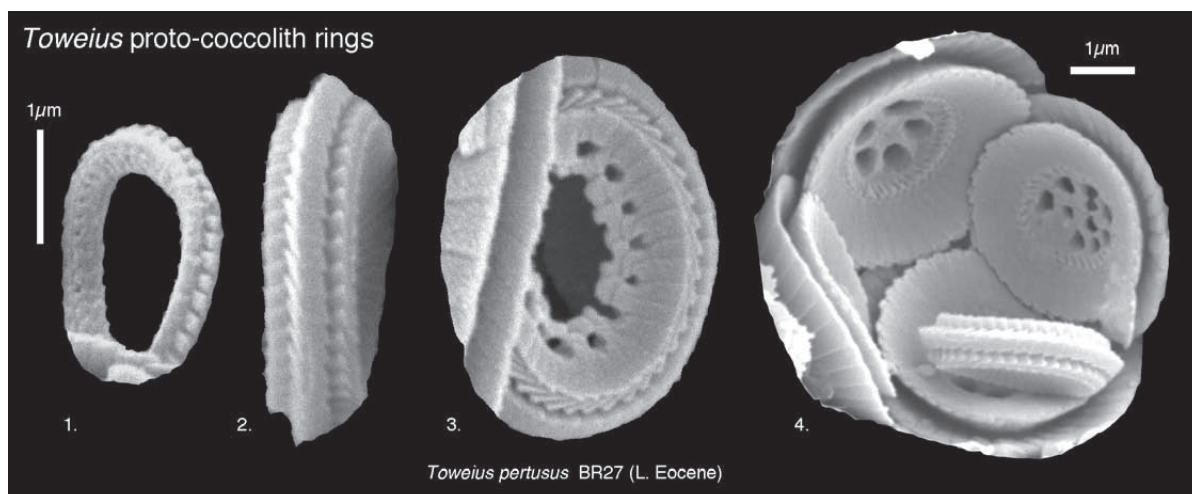 Toweius proto-coccolith rings
1µm
1µm
1.
2.
3.
4.
Toweius pertusus BR27 (L. Eocene)